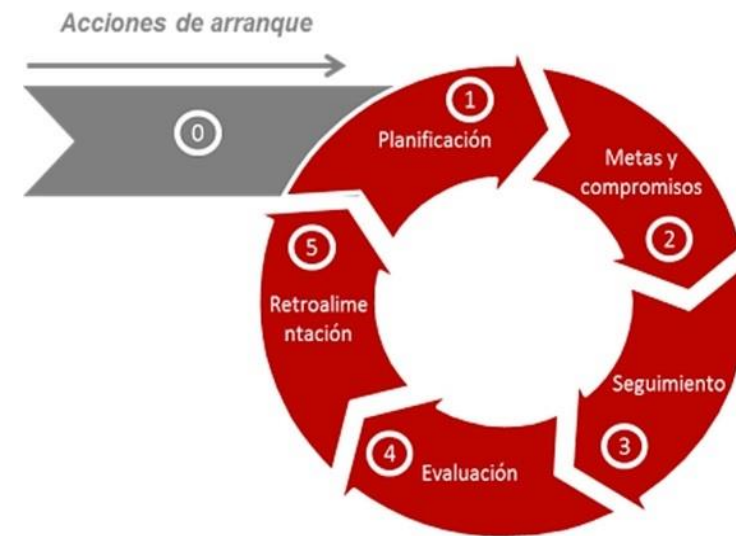 Acciones de arranque
0
1
Planificación
Metas y
compromisos
2
Seguimiento
3
4
Evaluación
5
Retroalime
ntación